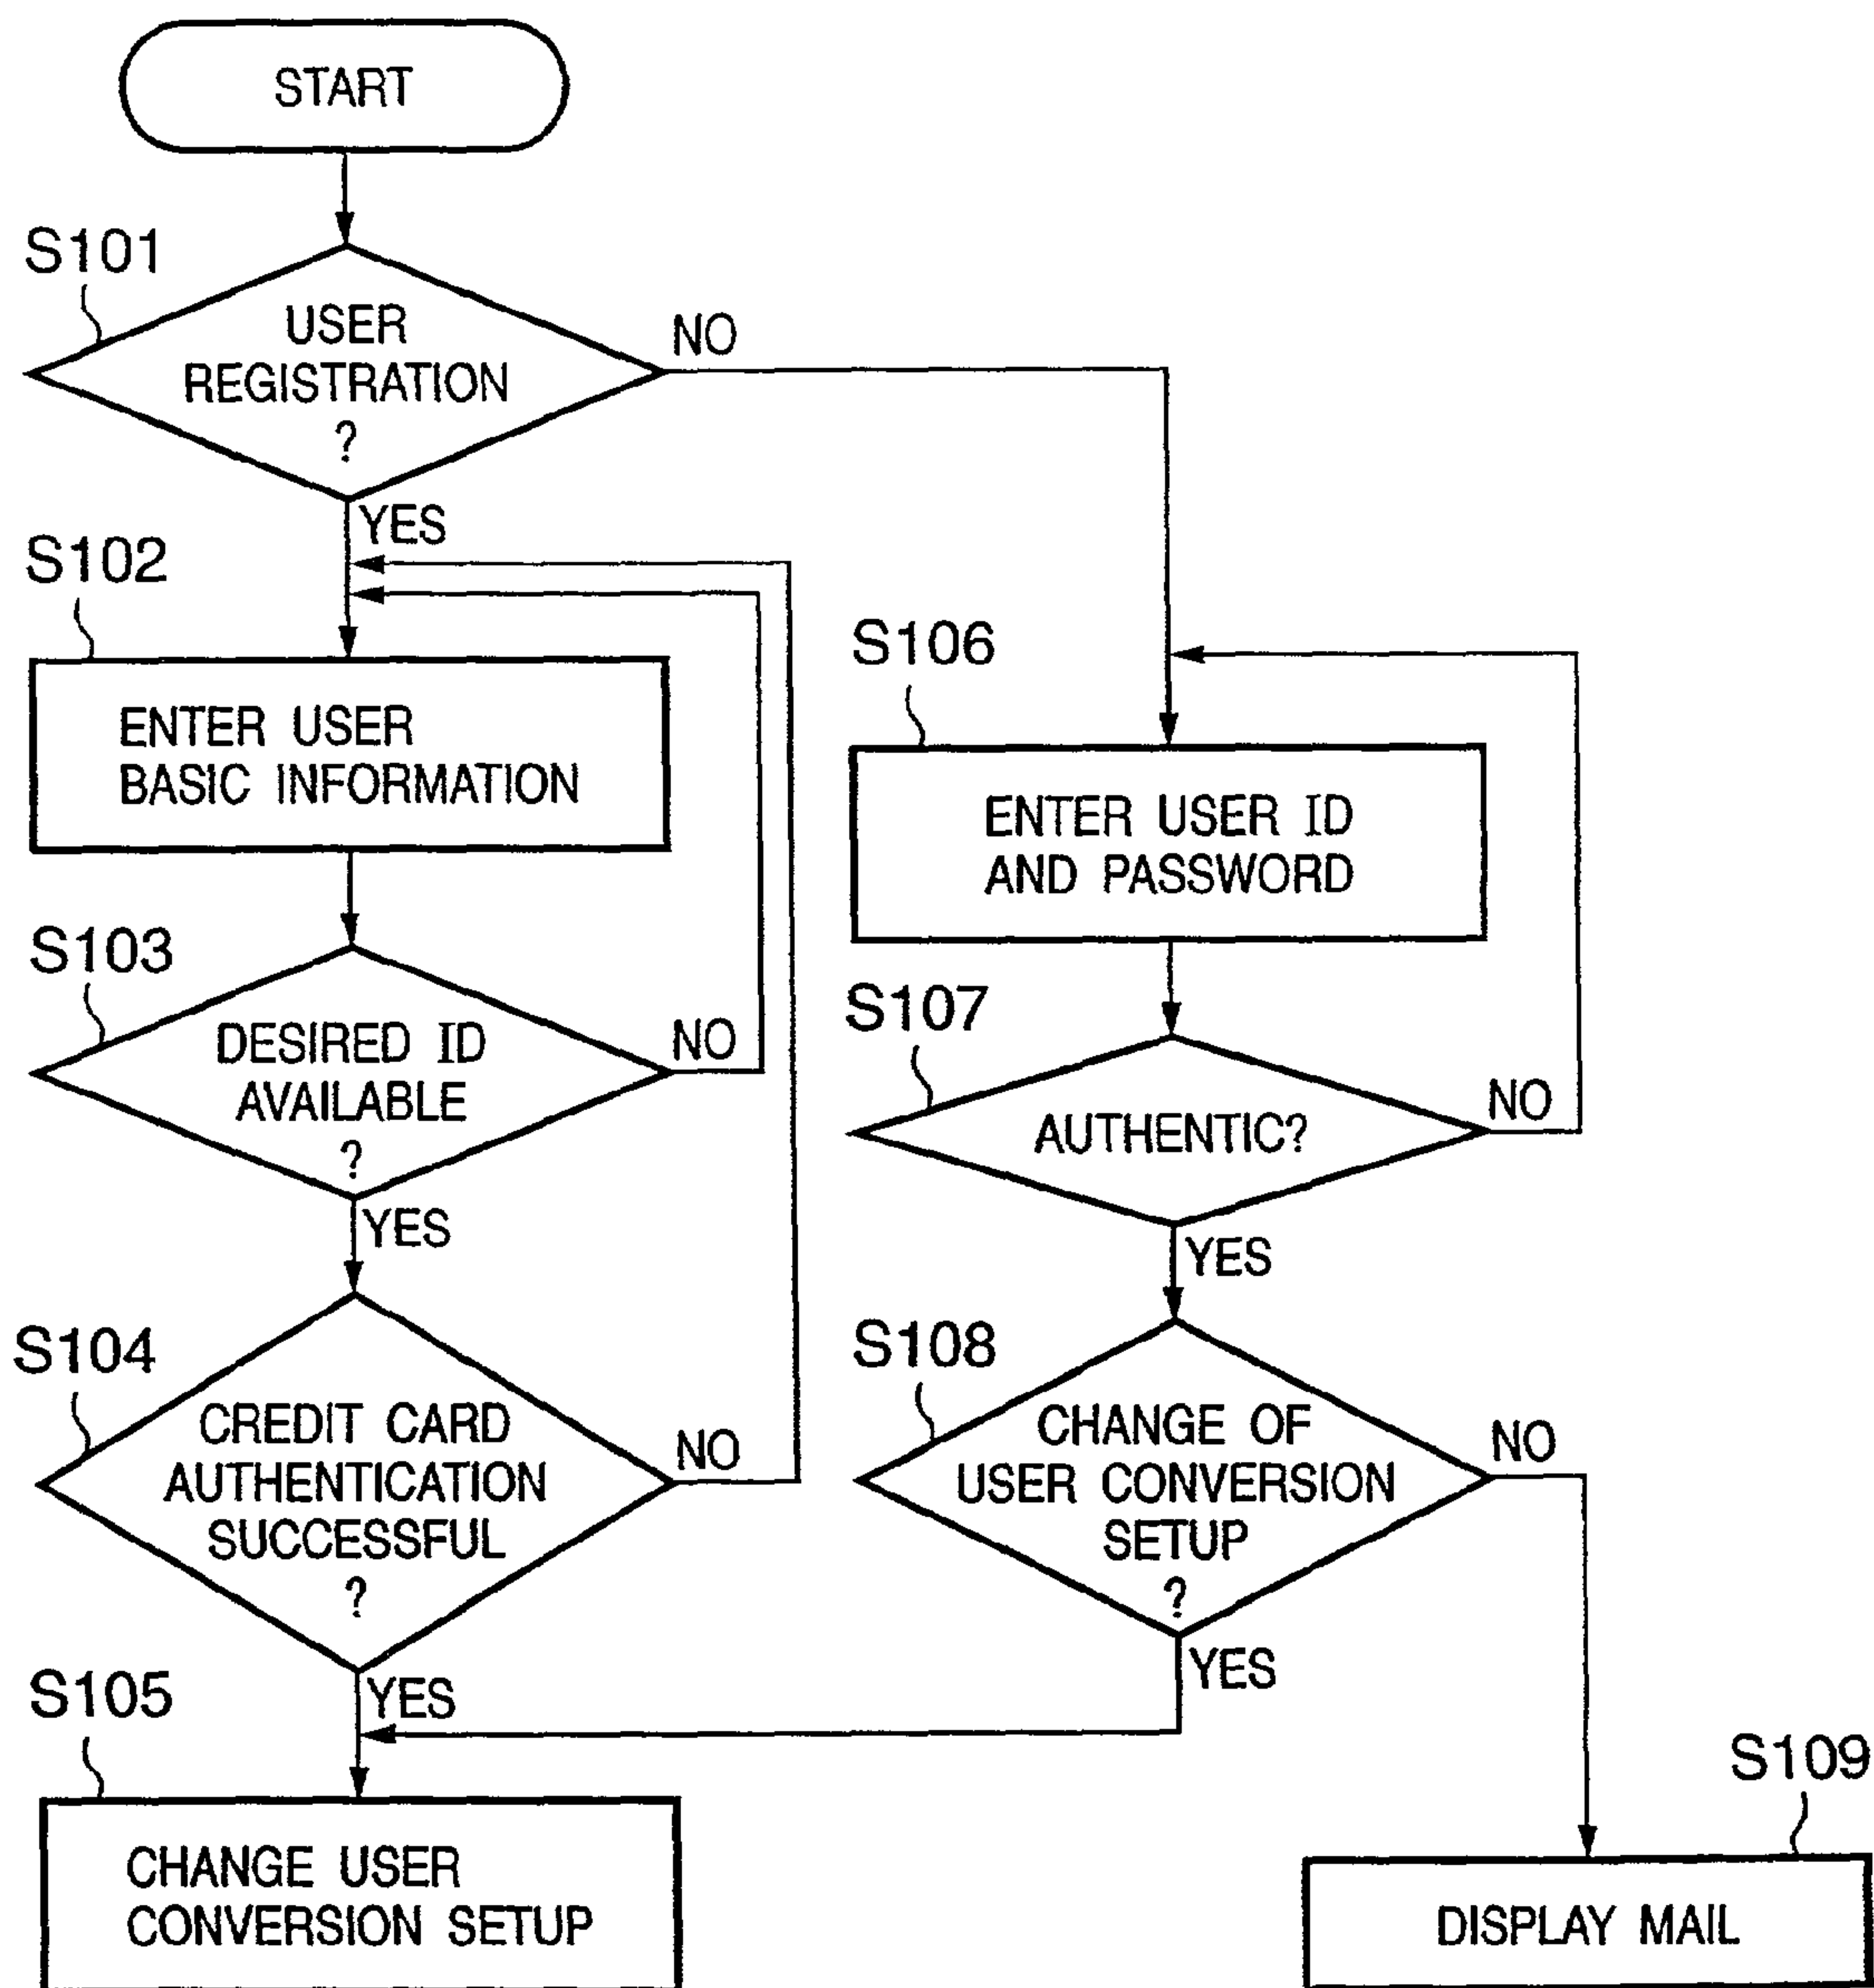 START
S101
USER
REGISTRATION
?
NO
YES
S102
ENTER USER
BASIC INFORMATION
S103
DESIRED ID
AVAILABLE
?
NO
YES
S104
CREDIT CARD
AUTHENTICATION
SUCCESSFUL
?
NO
YES
S105
CHANGE USER
CONVERSION SETUP
S106
ENTER USER ID
AND PASSWORD
S107
AUTHENTIC?
NO
YES
S108
CHANGE OF
USER CONVERSION
SETUP
?
NO
YES
S109
DISPLAY MAIL